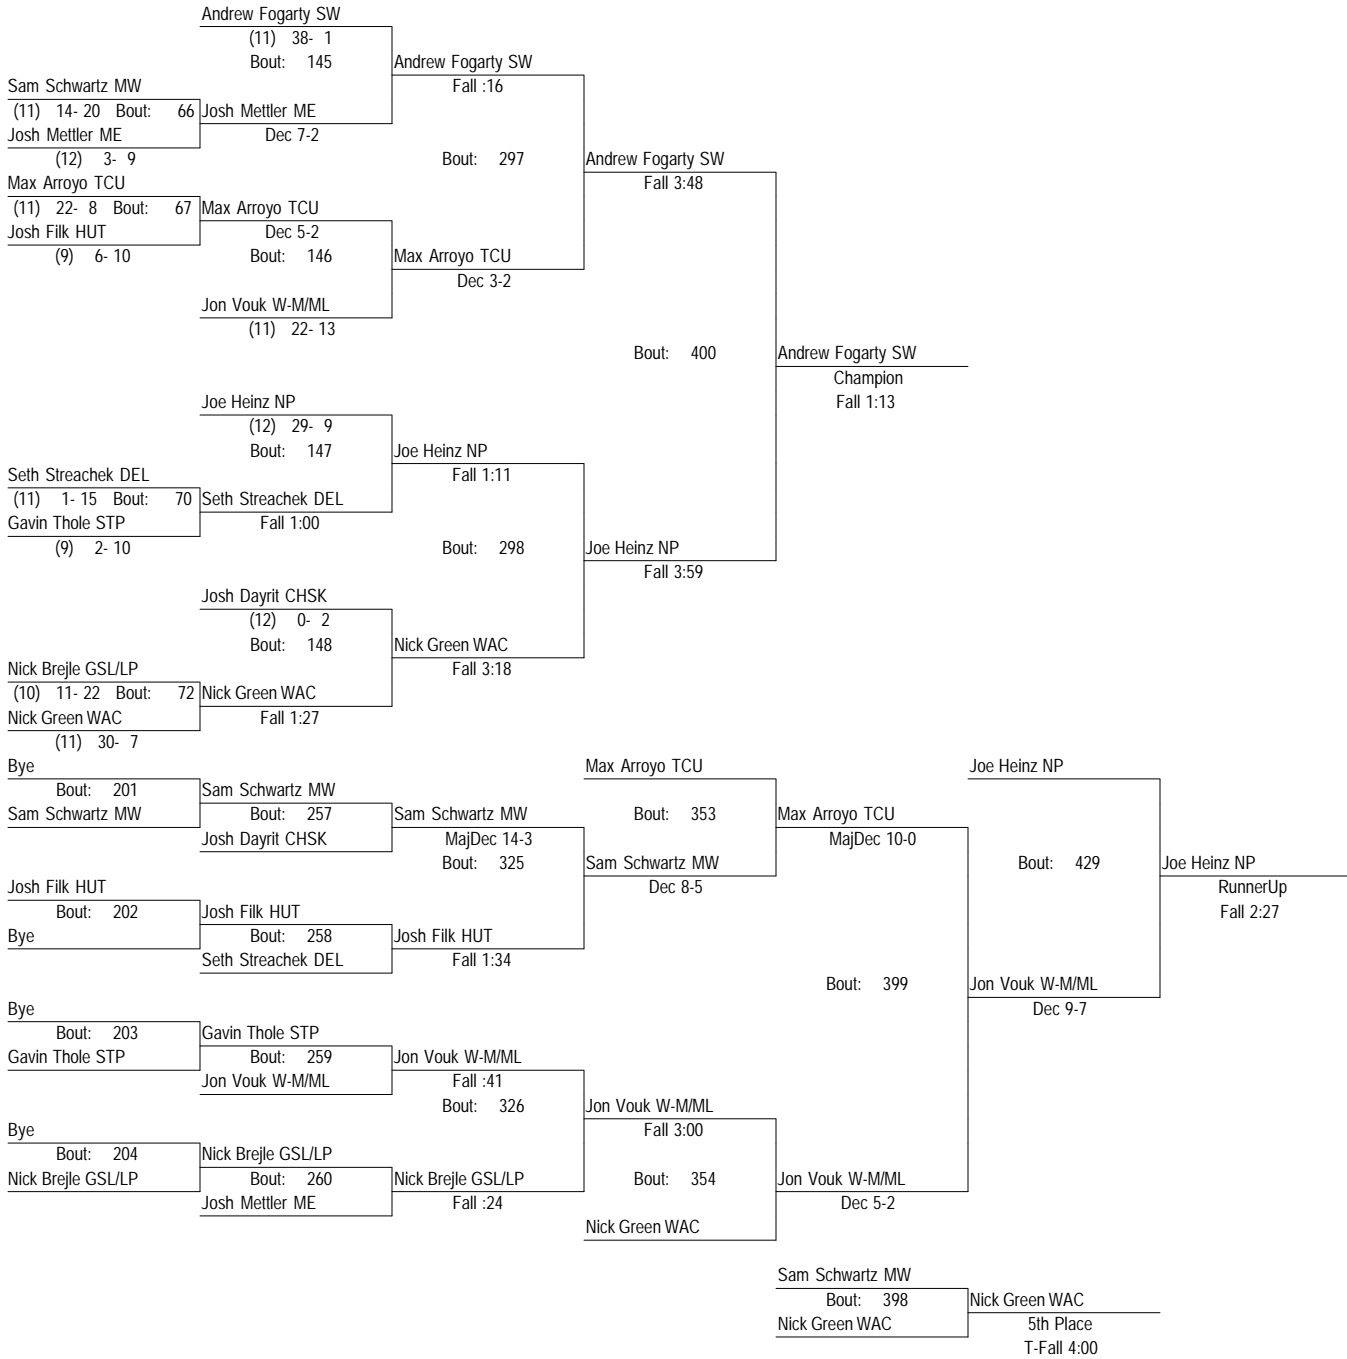 Andrew Fogarty SW
(11) 38- 1
Bout: 145
Andrew Fogarty SW
Fall :16
Sam Schwartz MW
(11) 14- 20 Bout: 66
Josh Mettler ME
Josh Mettler ME
Dec 7-2
(12) 3- 9
Bout: 297
Andrew Fogarty SW
Fall 3:48
Max Arroyo TCU
(11) 22- 8 Bout: 67
Max Arroyo TCU
Josh Filk HUT
Dec 5-2
(9) 6- 10
Bout: 146
Max Arroyo TCU
Dec 3-2
Jon Vouk W-M/ML
(11) 22- 13
Bout: 400
Andrew Fogarty SW
Champion
Fall 1:13
Joe Heinz NP
(12) 29- 9
Bout: 147
Joe Heinz NP
Fall 1:11
Seth Streachek DEL
(11) 1- 15 Bout: 70
Seth Streachek DEL
Gavin Thole STP
Fall 1:00
(9) 2- 10
Bout: 298
Joe Heinz NP
Fall 3:59
Josh Dayrit CHSK
(12) 0- 2
Bout: 148
Nick Green WAC
Fall 3:18
Nick Brejle GSL/LP
(10) 11- 22 Bout: 72
Nick Green WAC
Nick Green WAC
Fall 1:27
(11) 30- 7
Bye
Bout: 201
Sam Schwartz MW
Sam Schwartz MW
Bout: 257
Josh Dayrit CHSK
Sam Schwartz MW
MajDec 14-3
Bout: 325
Max Arroyo TCU
Bout: 353
Sam Schwartz MW
Dec 8-5
Max Arroyo TCU
MajDec 10-0
Joe Heinz NP
Bout: 429
Joe Heinz NP
RunnerUp
Fall 2:27
Josh Filk HUT
Bout: 202
Bye
Josh Filk HUT
Bout: 258
Seth Streachek DEL
Josh Filk HUT
Fall 1:34
Bout: 399
Jon Vouk W-M/ML
Dec 9-7
Bye
Bout: 203
Gavin Thole STP
Gavin Thole STP
Bout: 259
Jon Vouk W-M/ML
Jon Vouk W-M/ML
Fall :41
Bout: 326
Jon Vouk W-M/ML
Fall 3:00
Bye
Bout: 204
Nick Brejle GSL/LP
Nick Brejle GSL/LP
Bout: 260
Josh Mettler ME
Nick Brejle GSL/LP
Fall :24
Bout: 354
Jon Vouk W-M/ML
Dec 5-2
Nick Green WAC
Sam Schwartz MW
Bout: 398
Nick Green WAC
Nick Green WAC
5th Place
T-Fall 4:00